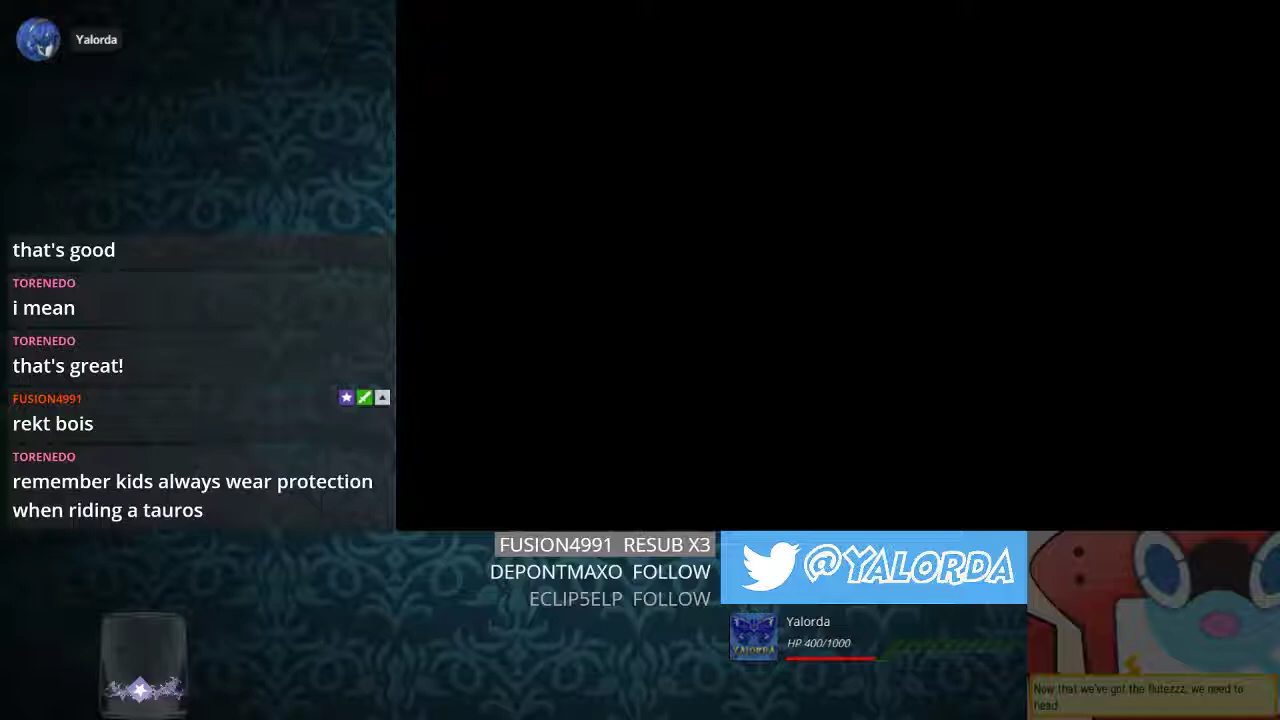 Yalorda
that's good
TORENEDO
i mean
TORENEDO
that's great!
FUSION4991
rekt bois
TORENEDO
remember kids always wear protection
when riding a tauros
FUSION4991 RESUB X3
DEPONTMAXO FOLLOW
ECLIP5ELP FOLLOW
@YALORDA
Yalorda
HP 400/1000
YALORDA
Now that we've got the flutezzz, we need to
head